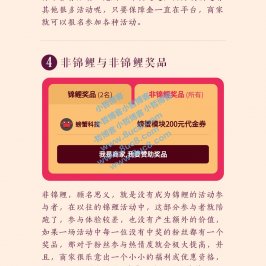 其他很多活动呢，只要保障金一直在平台，商家
就可以报名参加各种活动。
4 非锦鲤与非锦鲤奖品
锦鲤奖品 (2名)
非锦鲤奖品 (所有)
螃蟹科技
螃蟹模块200元代金券
我是商家,我要赞助奖品
非锦鲤，顾名思义，就是没有成为锦鲤的活动参
与者，在以往的锦鲤活动中，这部分参与者就陪
跑了，参与体验较差，也没有产生额外的价值，
如果一场活动中每一位没有中奖的粉丝都有一个
奖品，那对于粉丝参与热情度就会极大提高，并
且，商家很乐意出一个小小的福利或优惠资格，